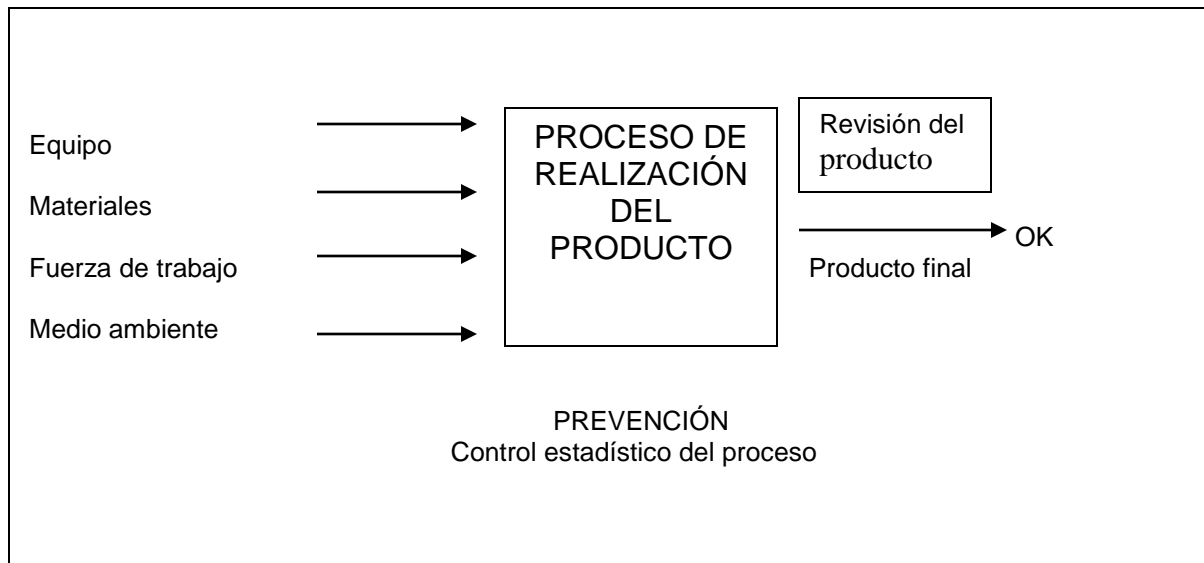 Equipo
Materiales
Fuerza de trabajo
Medio ambiente
PROCESO DE
REALIZACIÓN
DEL
PRODUCTO
Revisión del
producto
OK
Producto final
PREVENCIÓN
Control estadístico del proceso